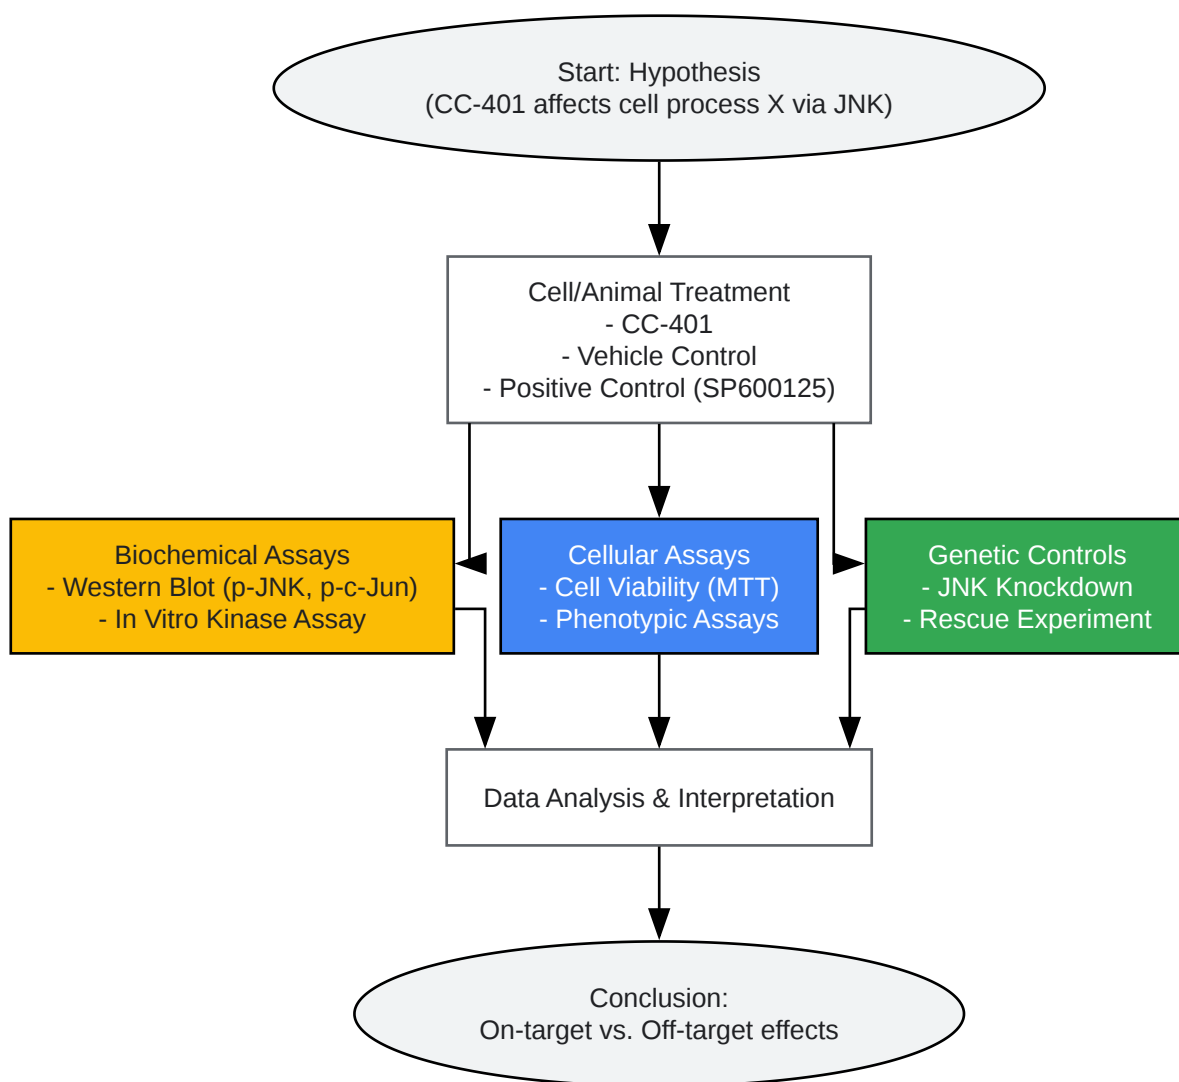 Start: Hypothesis
(CC-401 affects cell process X via JNK)
Cell/Animal Treatment
- CC-401
- Vehicle Control
- Positive Control (SP600125)
Biochemical Assays
- Western Blot (p-JNK, p-c-Jun)
- In Vitro Kinase Assay
Cellular Assays
- Cell Viability (MTT)
- Phenotypic Assays
Genetic Controls
- JNK Knockdown
- Rescue Experiment
Data Analysis & Interpretation
Conclusion:
On-target vs. Off-target effects